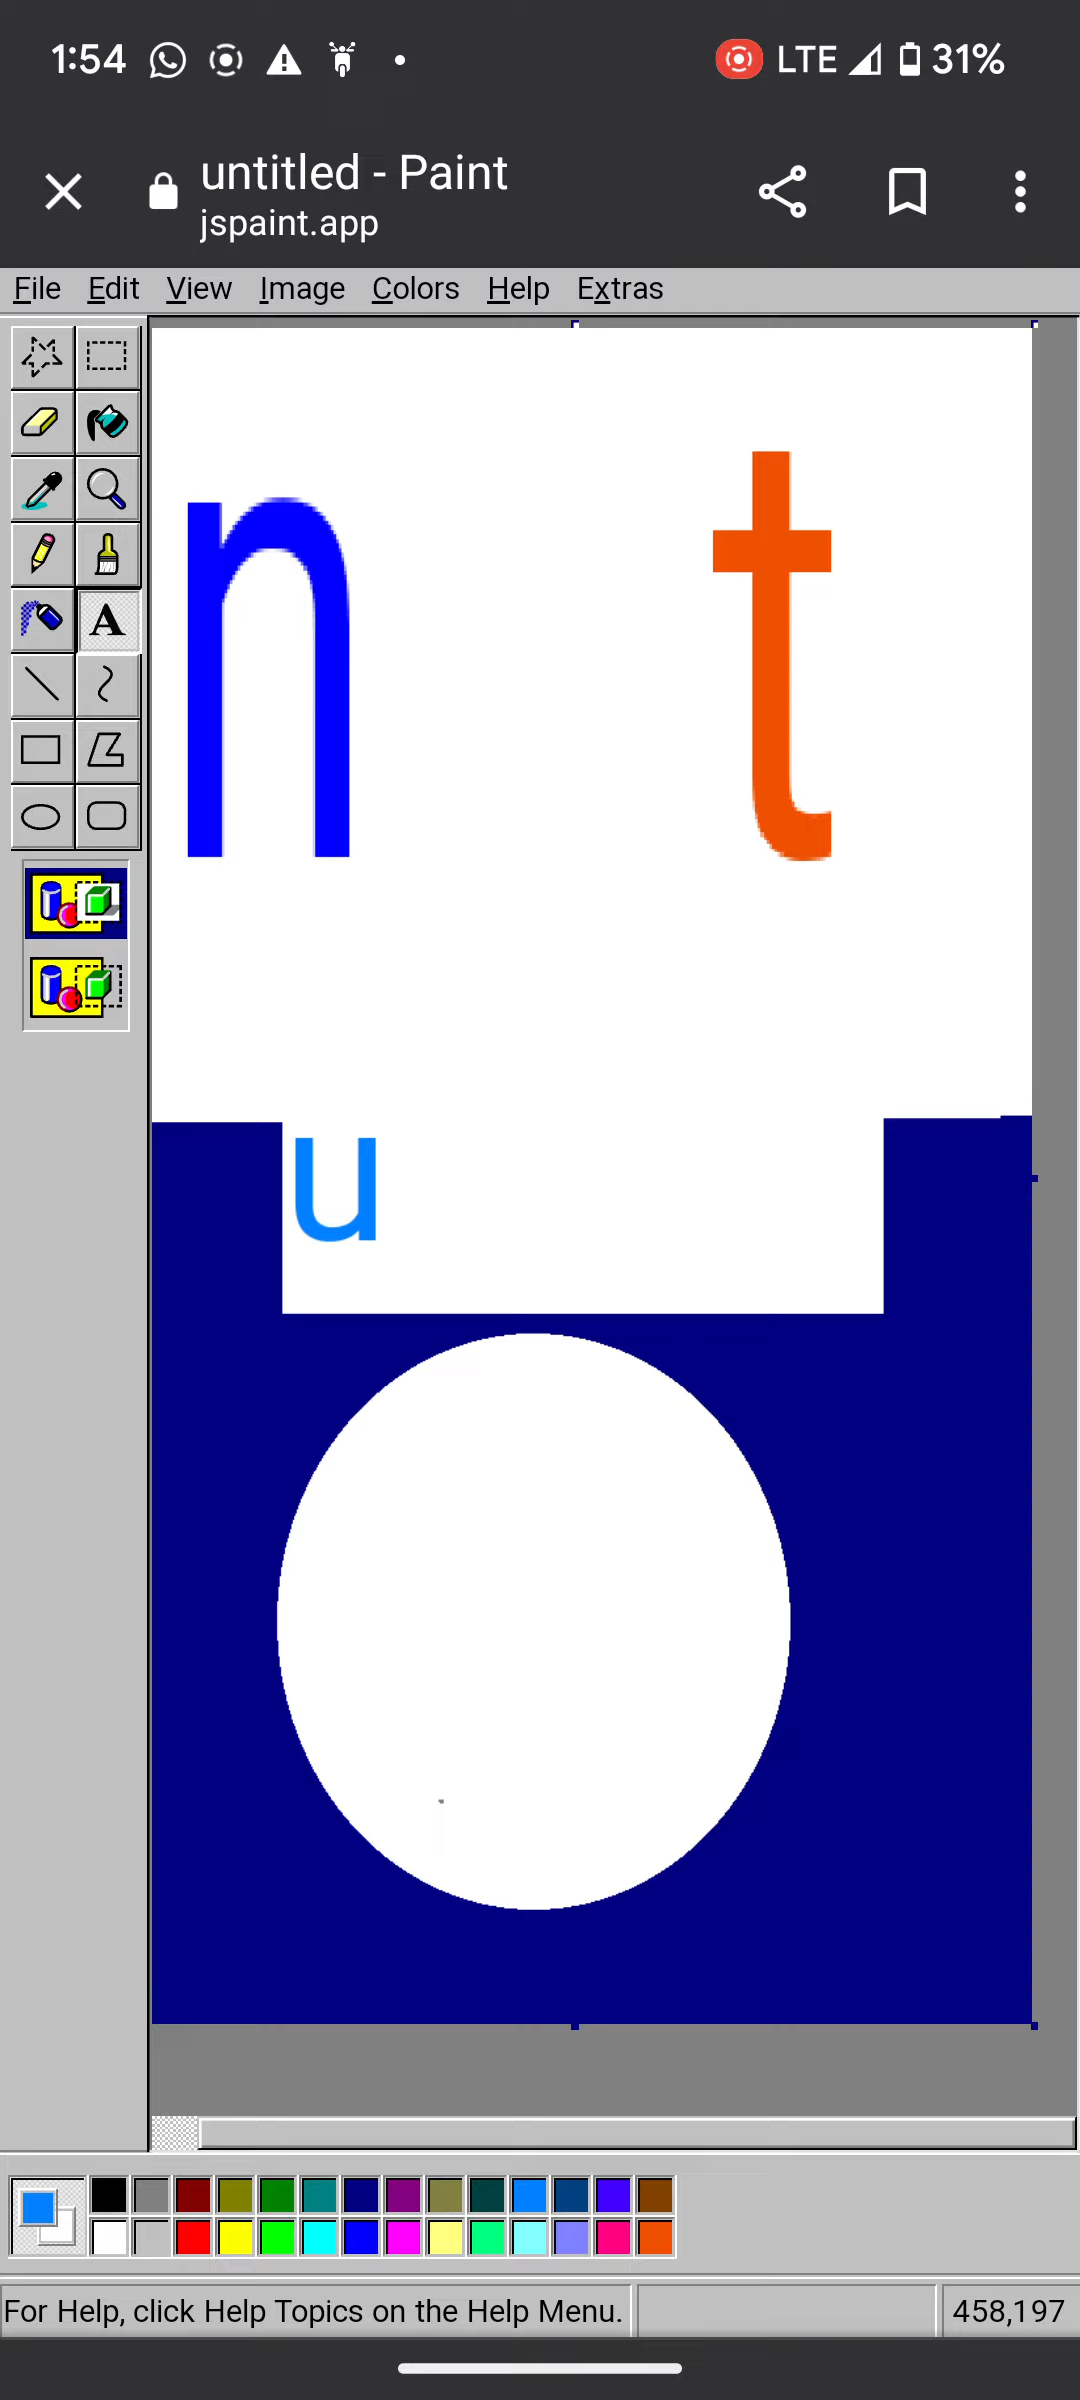 1:54 LTE 31%
untitled - Paint
jspaint.app
File Edit View Image Colors Help Extras
A
n t
u
For Help, click Help Topics on the Help Menu. 458,197